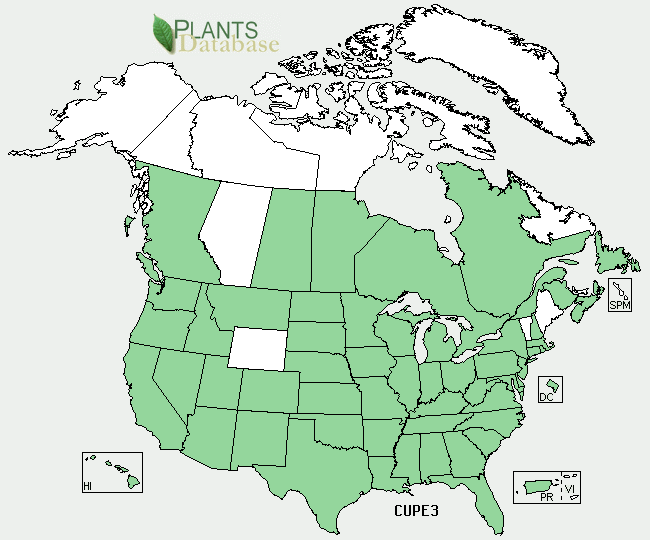 PLANTS
Database
SPM
DC
HI
PR VI
CUPE3